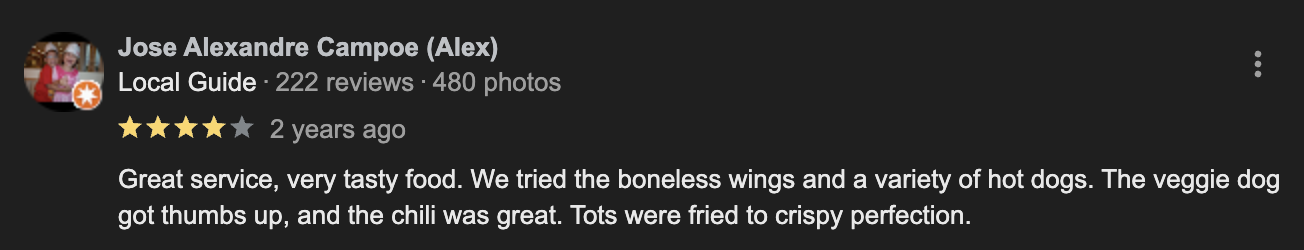 Jose Alexandre Campoe (Alex)
Local Guide · 222 reviews · 480 photos
2 years ago
Great service, very tasty food. We tried the boneless wings and a variety of hot dogs. The veggie dog
got thumbs up, and the chili was great. Tots were fried to crispy perfection.